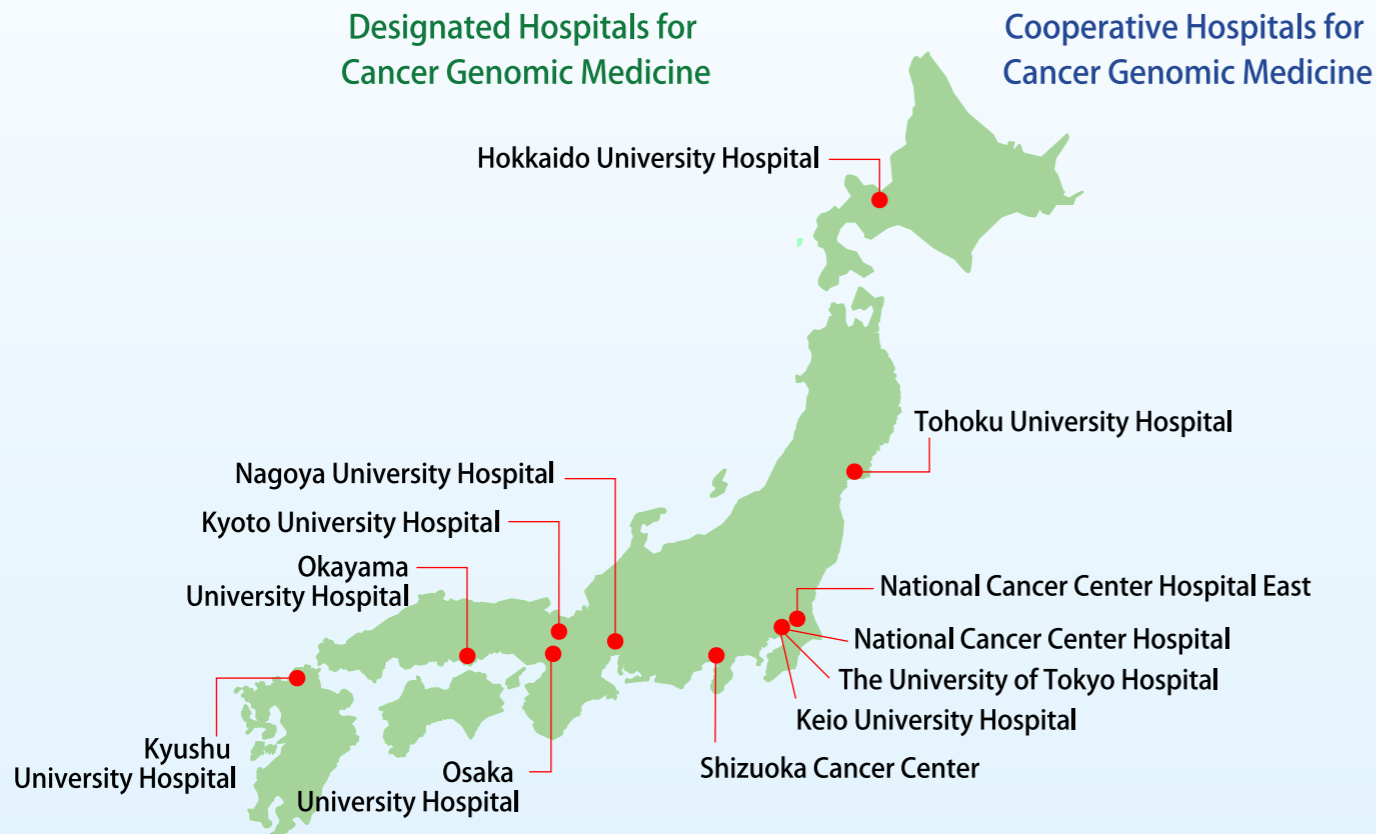 Designated Hospitals for
Cancer Genomic Medicine
Cooperative Hospitals for
Cancer Genomic Medicine
Hokkaido University Hospital
Tohoku University Hospital
Nagoya University Hospital
Kyoto University Hospital
Okayama
University Hospital
National Cancer Center Hospital East
National Cancer Center Hospital
The University of Tokyo Hospital
Keio University Hospital
Shizuoka Cancer Center
Kyushu
University Hospital
Osaka
University Hospital